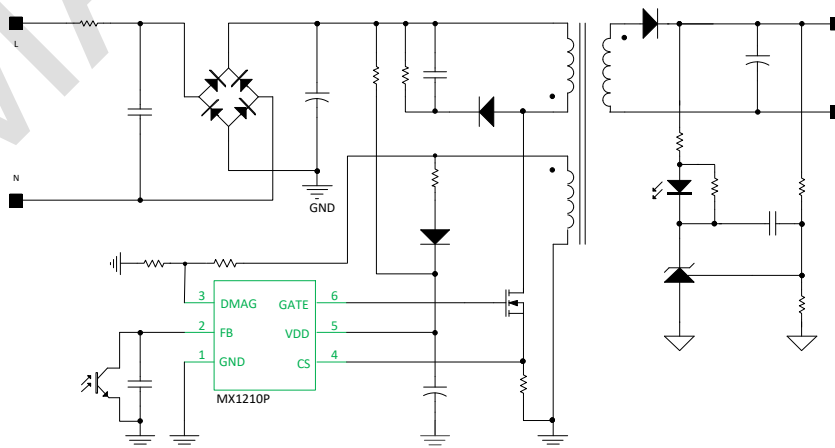 L
N
GND
3 DMAG GATE 6
2 FB VDD 5
1 GND CS 4
MX1210P